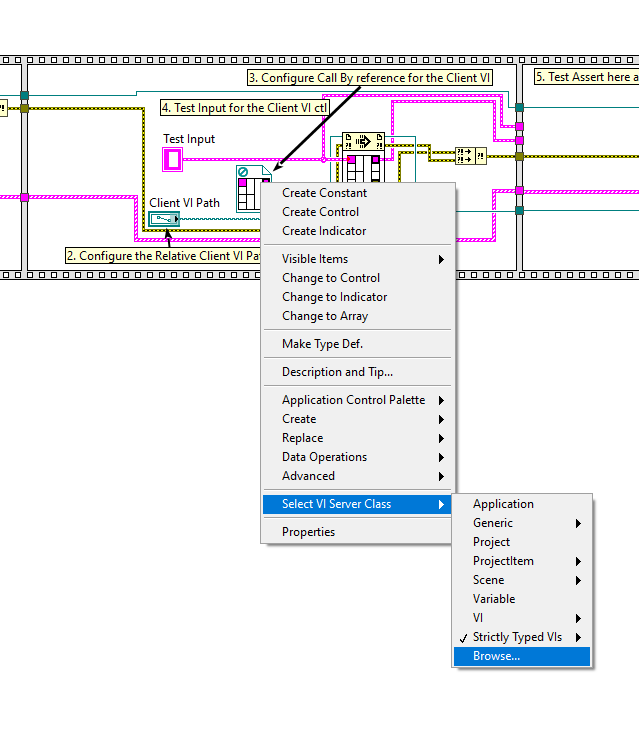 3. Configure Call By reference for the Client VI
5. Test Assert here a
4. Test Input for the Client VI ctl
Test Input
Client VI Path
2. Configure the Relative Client VI Pat
Create Constant
Create Control
Create Indicator
Visible Items
Change to Control
Change to Indicator
Change to Array
Make Type Def.
Description and Tip...
Application Control Palette
Create
Replace
Data Operations
Advanced
Select VI Server Class
Properties
Application
Generic
Project
ProjectItem
Scene
Variable
VI
Strictly Typed VIs
Browse...